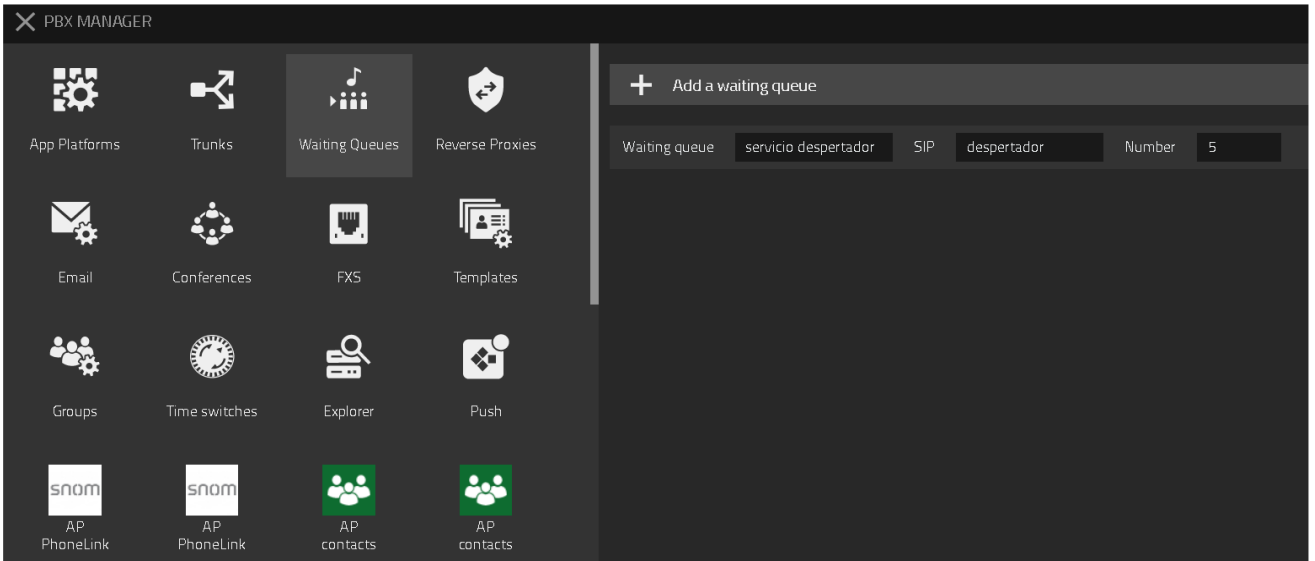 PBX MANAGER
App Platforms
Trunks
Waiting Queues
Reverse Proxies
Email
Conferences
FXS
Templates
Groups
Time switches
Explorer
Push
snom
AP
PhoneLink
snom
AP
PhoneLink
AP
contacts
AP
contacts
Add a waiting queue
Waiting queue servicio despertador SIP despertador Number 5